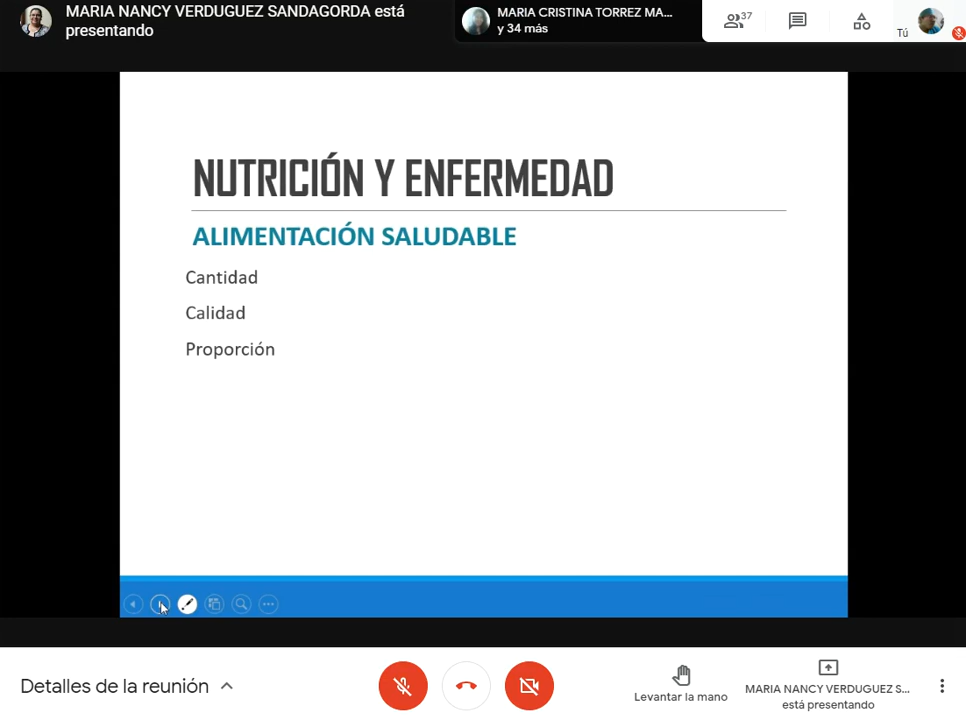 MARIA NANCY VERDUGUEZ SANDAGORDA está
presentando
MARIA CRISTINA TORREZ MA...
y 34 más
37
Tú
NUTRICIÓN Y ENFERMEDAD
ALIMENTACIÓN SALUDABLE
Cantidad
Calidad
Proporción
Detalles de la reunión
Levantar la mano
MARIA NANCY VERDUGUEZ S...
está presentando